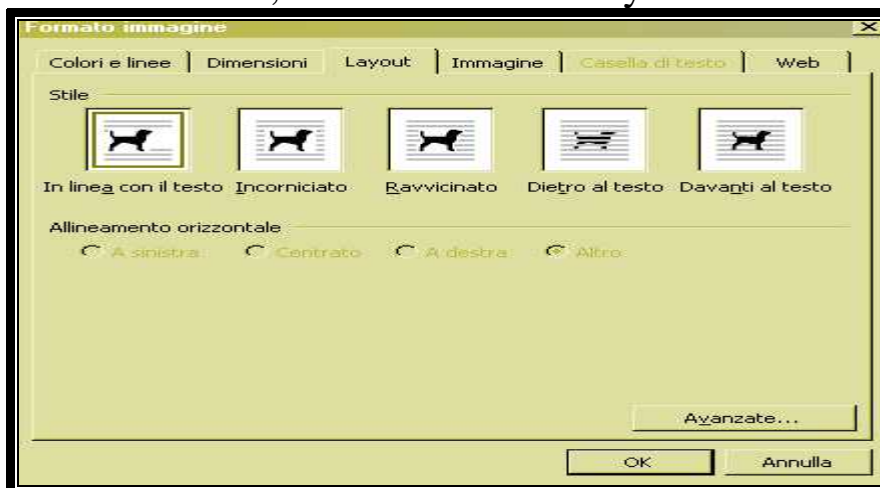 Formato immagine
Colori e linee Dimensioni Layout Immagine Casella di testo Web
Stile
In linea con il testo Incorniciato Ravvicinato Dietro al testo Davanti al testo
Allineamento orizzontale
A sinistra Centrato A destra Altro
Avanzate...
OK Annulla